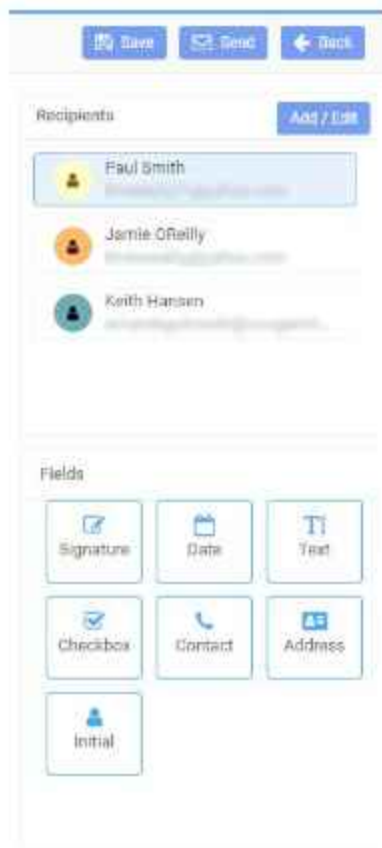 Save Send Back
Recipients Add / Edit
Paul Smith
Jamie OReilly
Keith Hansen
Fields
Signature Date Text
Checkbox Contact Address
Initial